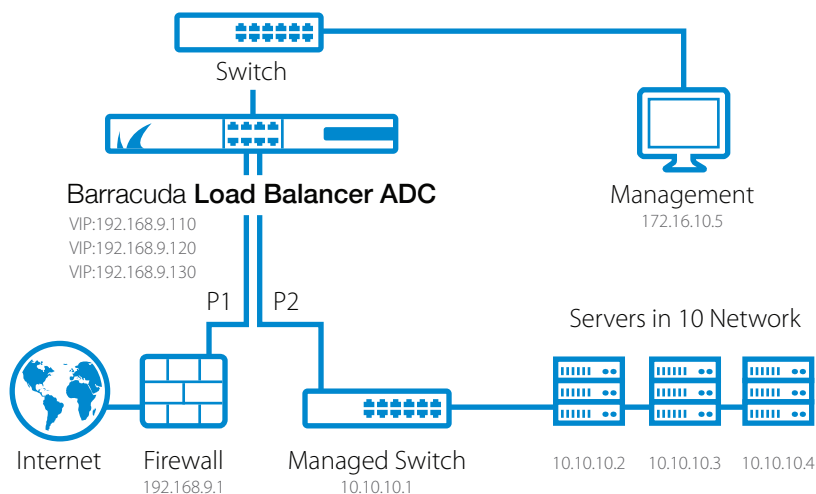 Switch
Barracuda Load Balancer ADC
VIP:192.168.9.110
VIP:192.168.9.120
VIP:192.168.9.130
Management
172.16.10.5
P1
P2
Servers in 10 Network
Internet
Firewall
192.168.9.1
Managed Switch
10.10.10.1
10.10.10.2
10.10.10.3
10.10.10.4